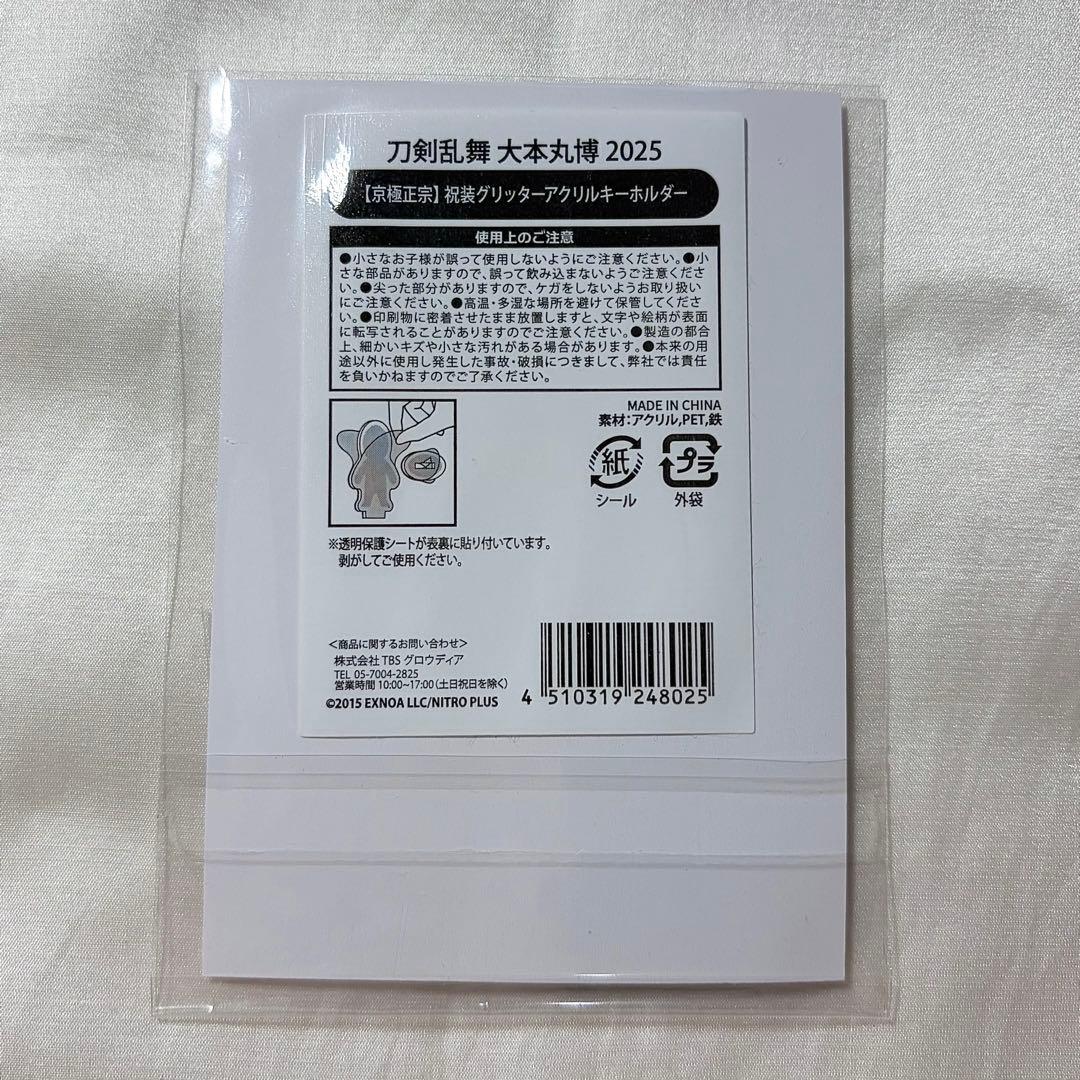 刀剣乱舞 大本丸博 2025
【京極正宗】祝装グリッターアクリルキーホルダー
使用上のご注意
●小さなお子様が誤って使用しないようにご注意ください。●小
さな部品がありますので、誤って飲み込まないようご注意くださ
い。●尖った部分がありますので、ケガをしないようお取り扱い
にご注意ください。●高温・多湿な場所を避けて保管してくださ
い。●印刷物に密着させたまま放置しますと、文字や絵柄が表面
に転写されることがありますのでご注意ください。●製造の都合
上、細かいキズや小さな汚れがある場合があります。●本来の用
途以外に使用し発生した事故・破損につきまして、弊社では責任
を負いかねますのでご了承ください。
MADE IN CHINA
素材：アクリル,PET,鉄
紙
シール
プラ
外袋
※透明保護シートが表裏に貼り付いています。
剥がしてご使用ください。
＜商品に関するお問い合わせ＞
株式会社 TBS グロウディア
TEL 05-7004-2825
営業時間 10:00~17:00（土日祝日を除く）
©2015 EXNOA LLC/NITRO PLUS
4 510319 248025